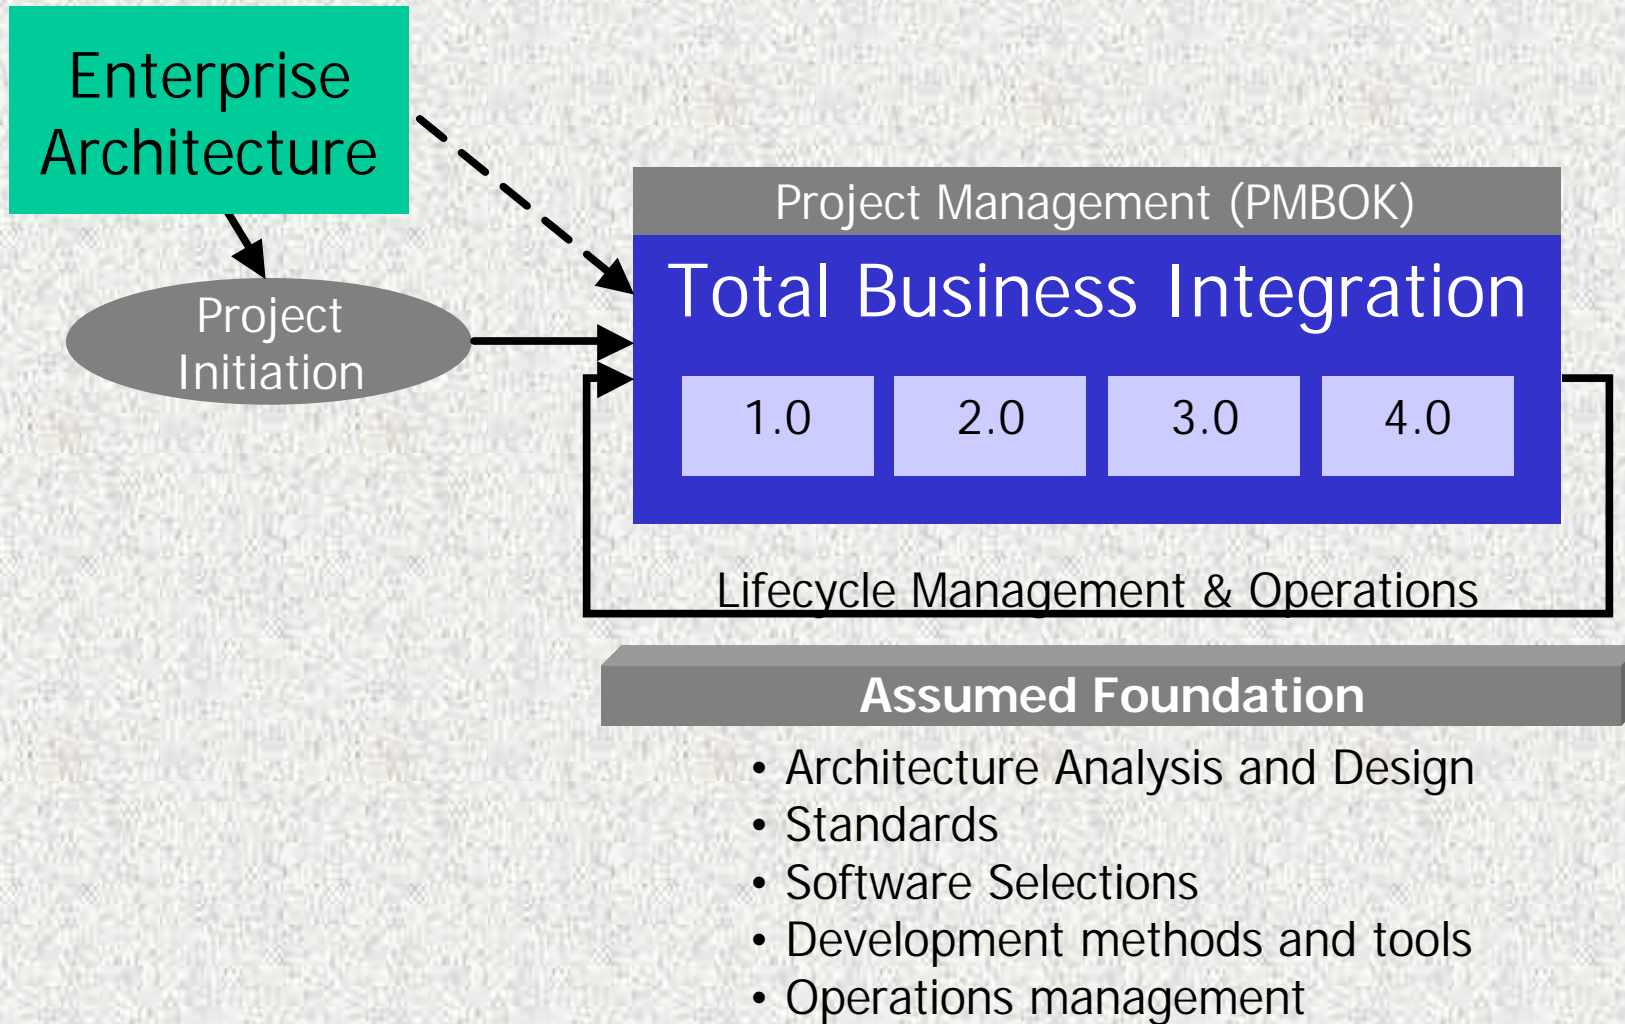 Enterprise
Architecture
Project Management (PMBOK)
Total Business Integration
Project
Initiation
1.0
2.0
3.0
4.0
Lifecycle Management & Operations
Assumed Foundation
• Architecture Analysis and Design
• Standards
• Software Selections
• Development methods and tools
• Operations management